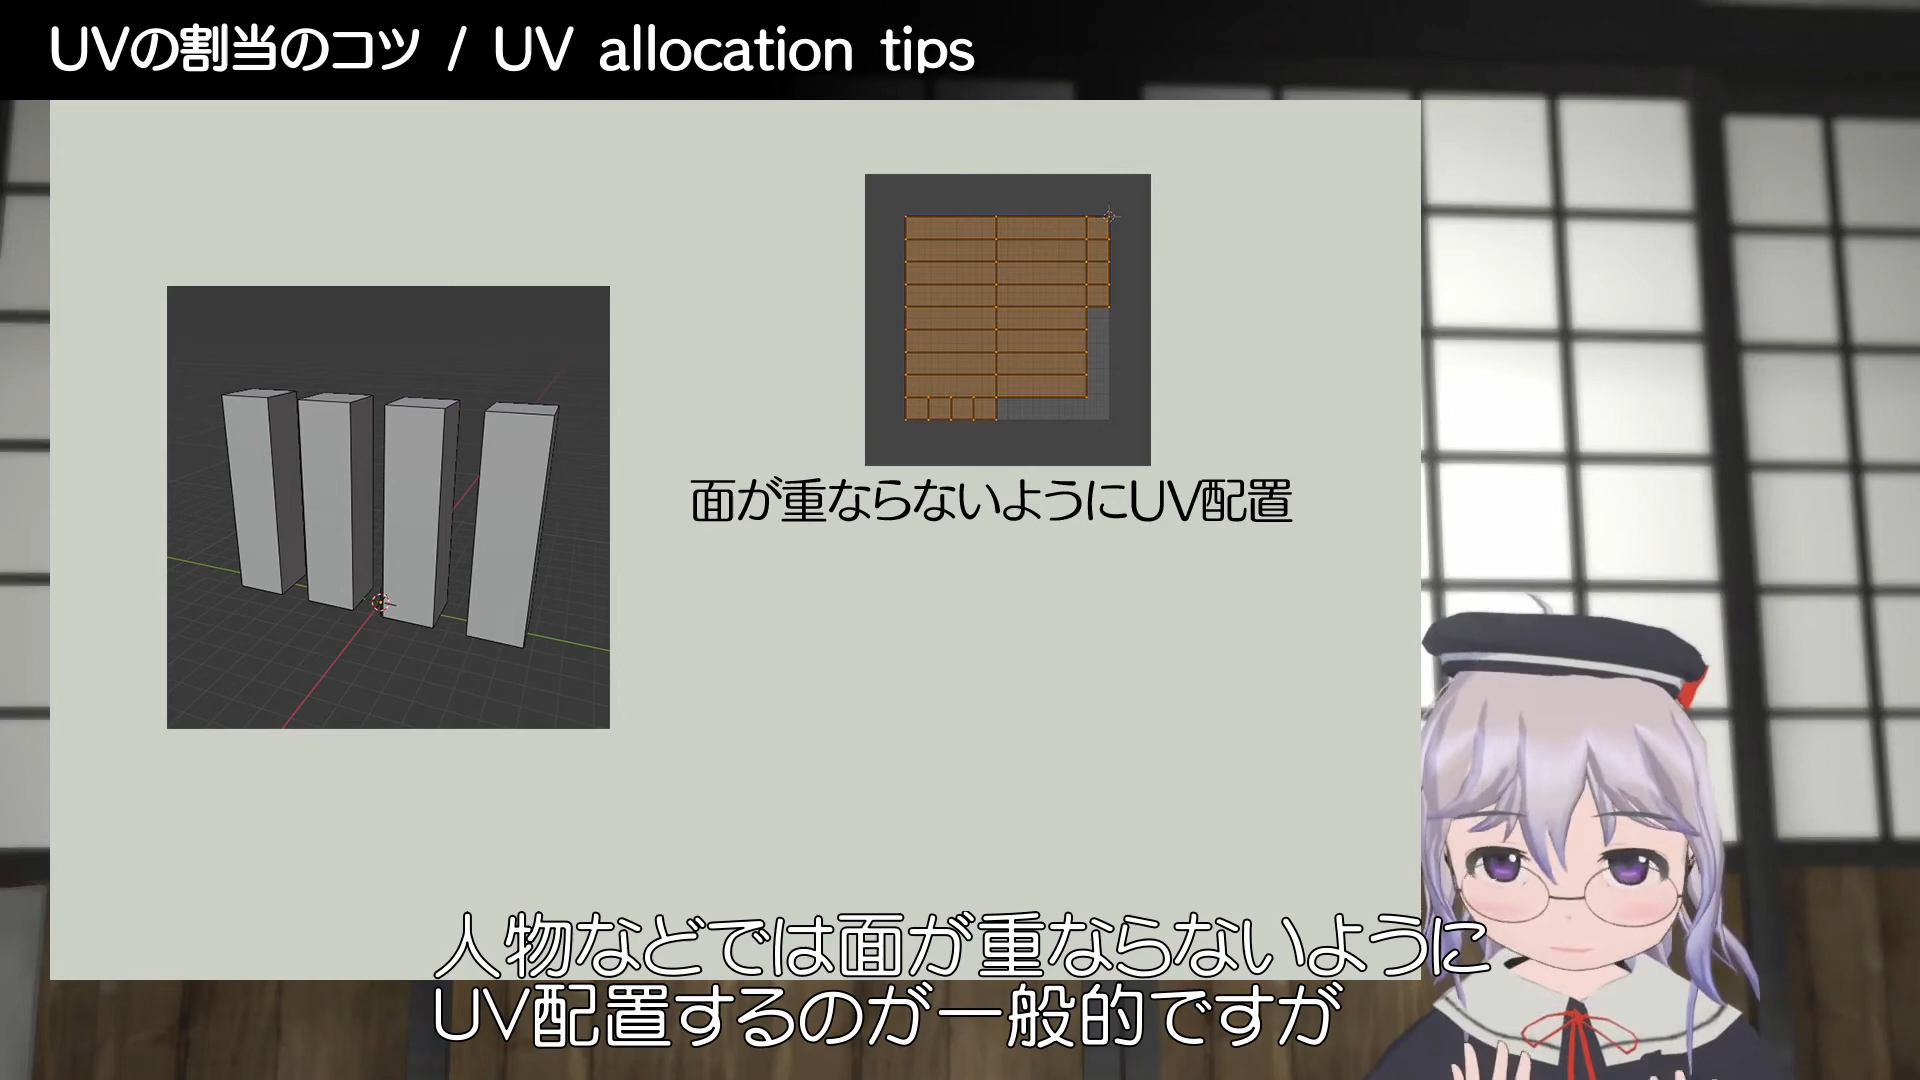 UVの割当のコツ / UV allocation tips
面が重ならないようにUV配置
人物などでは面が重ならないように
UV配置するのが一般的ですが